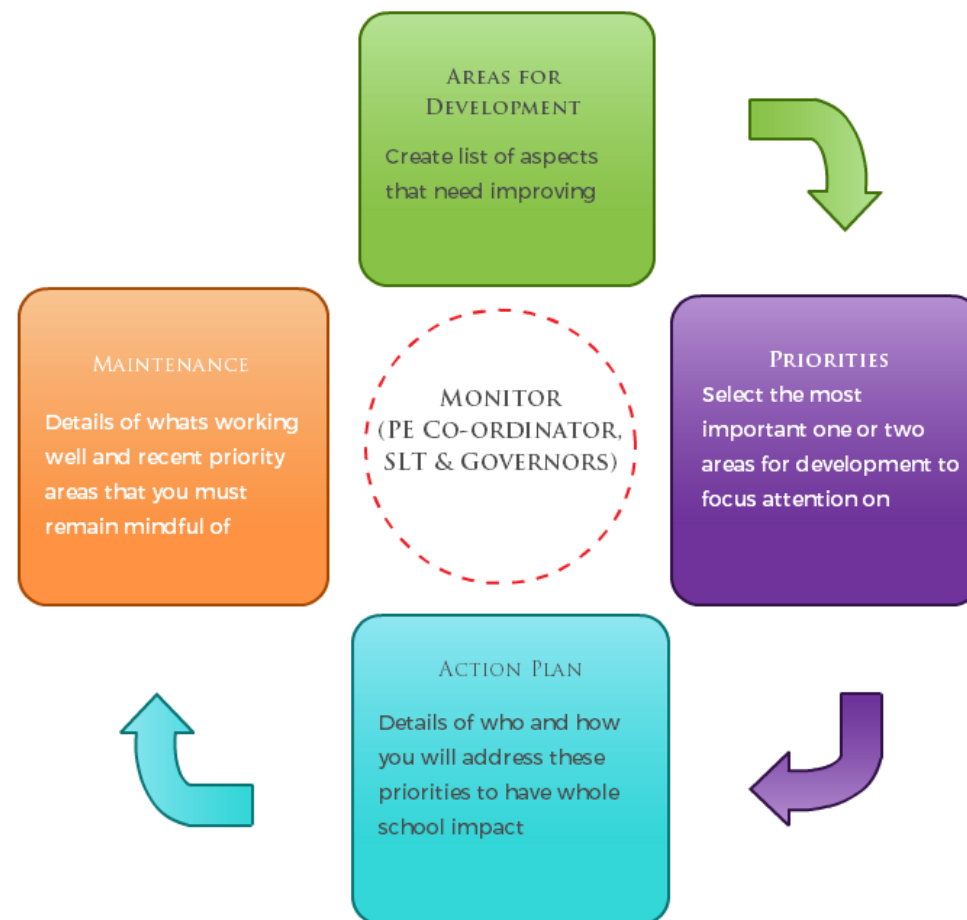 AREAS FOR
DEVELOPMENT
Create list of aspects
that need improving
PRIORITIES
Select the most
important one or two
areas for development to
focus attention on
ACTION PLAN
Details of who and how
you will address these
priorities to have whole
school impact
MAINTENANCE
Details of whats working
well and recent priority
areas that you must
remain mindful of
MONITOR
(PE CO-ORDINATOR,
SLT & GOVERNORS)